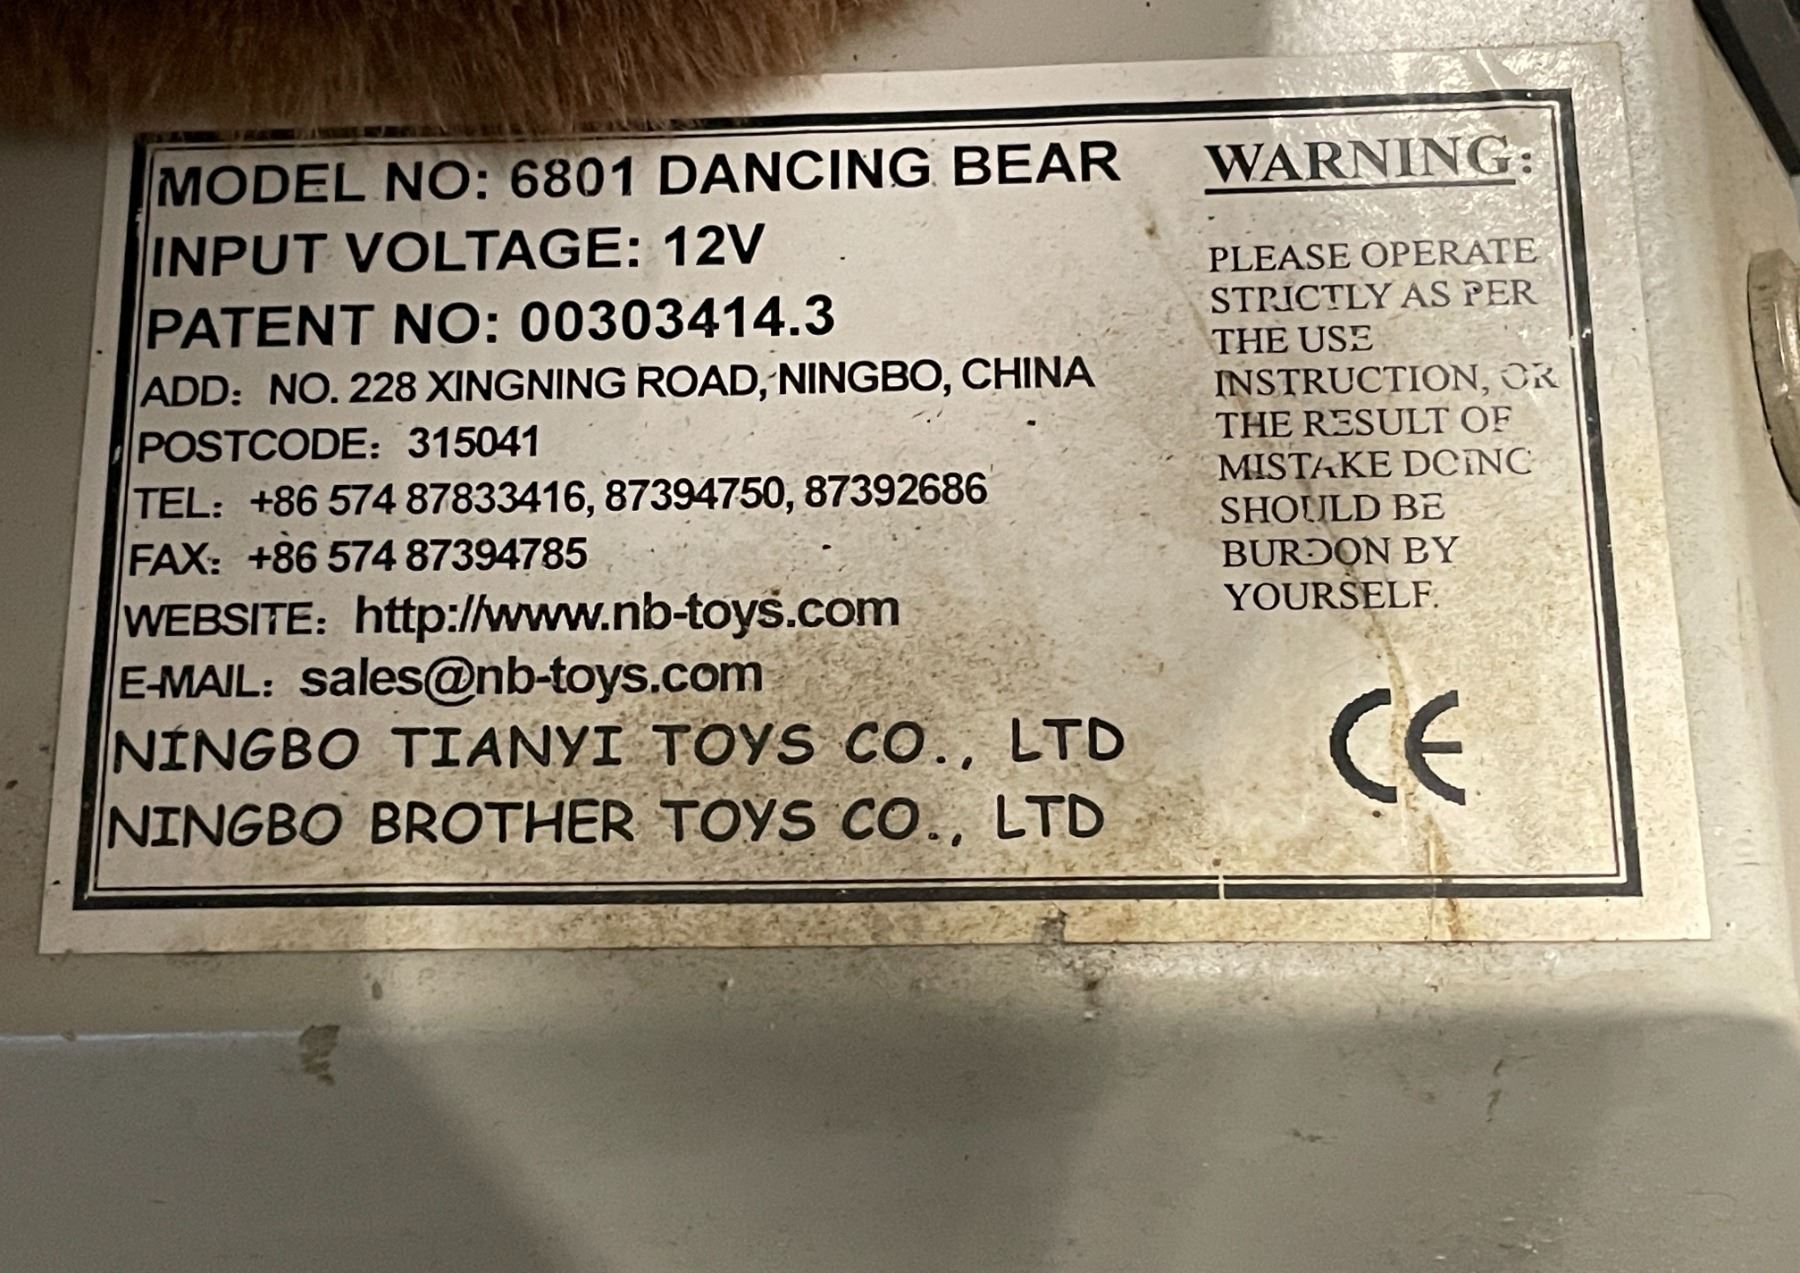 MODEL NO: 6801 DANCING BEAR
INPUT VOLTAGE: 12V
PATENT NO: 00303414.3
ADD: NO. 228 XINGNING ROAD, NINGBO, CHINA
POSTCODE: 315041
TEL: +86 574 87833416, 87394750, 87392686
FAX: +86 574 87394785
WEBSITE: http://www.nb-toys.com
E-MAIL: sales@nb-toys.com
NINGBO TIANYI TOYS CO., LTD
NINGBO BROTHER TOYS CO., LTD
WARNING:
PLEASE OPERATE
STRICTLY AS PER
THE USE
INSTRUCTION, OR
THE RESULT OF
MISTAKE DOING
SHOULD BE
BURDON BY
YOURSELF.
CE